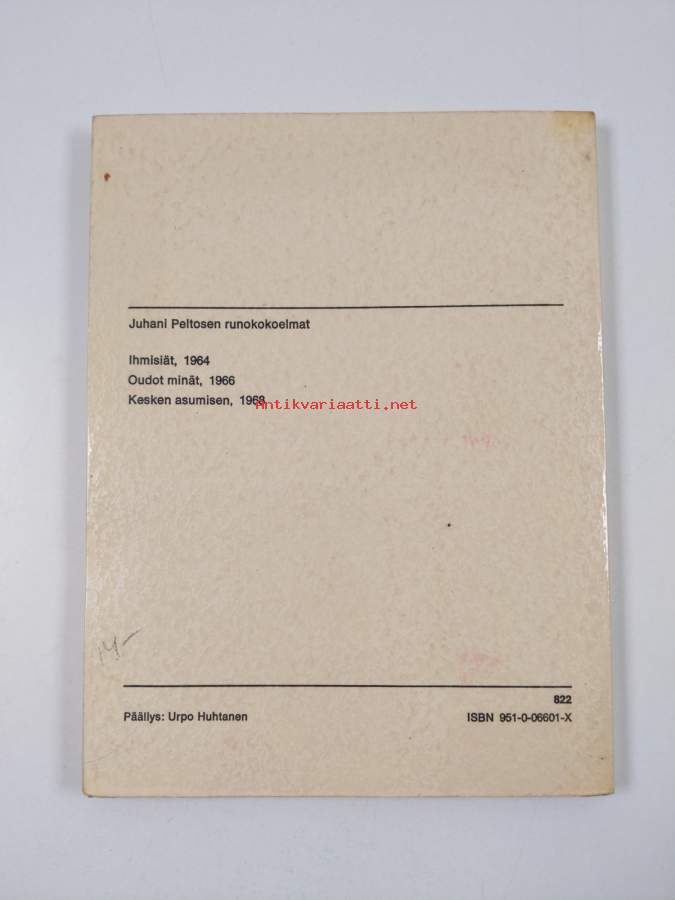 Juhani Peltosen runokokoelmat
Ihmisiät, 1964
Oudot minät, 1966
Kesken asumisen, 1968
Antikvariaatti.net
14-
822
Päällys: Urpo Huhtanen
ISBN 951-0-06601-X